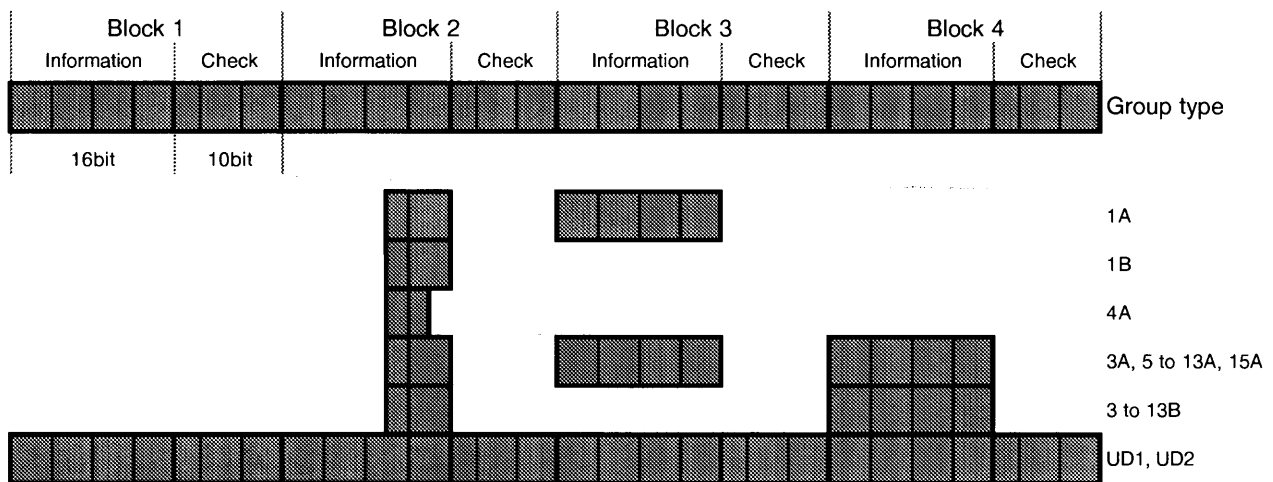 Block 1 Block 2 Block 3 Block 4
Information Check Information Check Information Check Information Check
Group type
16bit 10bit
1A
1B
4A
3A, 5 to 13A, 15A
3 to 13B
UD1, UD2